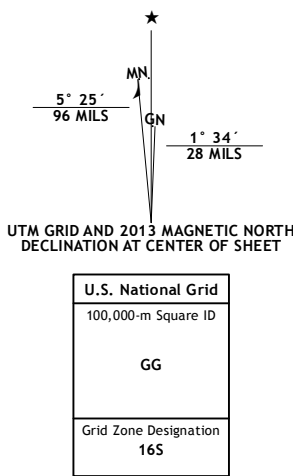 ★
MN.
5° 25´
96 MILS
GN
1° 34´
28 MILS
UTM GRID AND 2013 MAGNETIC NORTH
DECLINATION AT CENTER OF SHEET
U.S. National Grid
100,000-m Square ID
GG
Grid Zone Designation
16S